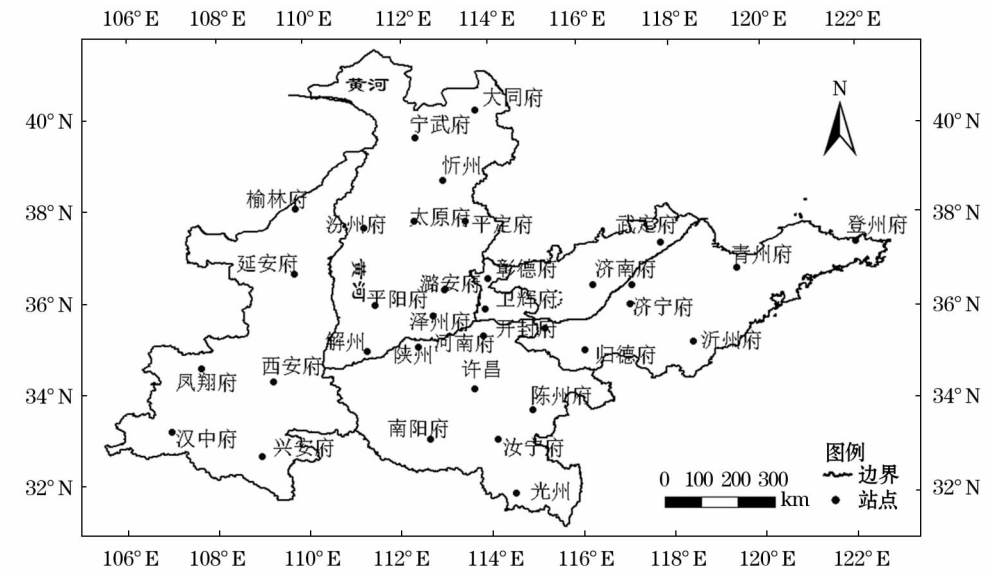 106°E 108°E 110°E 112°E 114°E 116°E 118°E 120°E 122°E
黄河
大同府
N
宁武府
40°N 40°N
忻州
榆林府
38°N 38°N
汾州府 太原府 平定府 武定府 登州府
青州府
延安府 黄河 潞安府 彰德府 济南府
36°N 平阳府 卫辉府 济宁府 36°N
泽州府 开封府
解州 陕州 河南府 归德府 沂州府
西安府 许昌
凤翔府
34°N 陈州府 34°N
南阳府
汉中府 兴安府 汝宁府
图例
0 100 200 300 边界
km 站点
32°N 光州 32°N
106°E 108°E 110°E 112°E 114°E 116°E 118°E 120°E 122°E